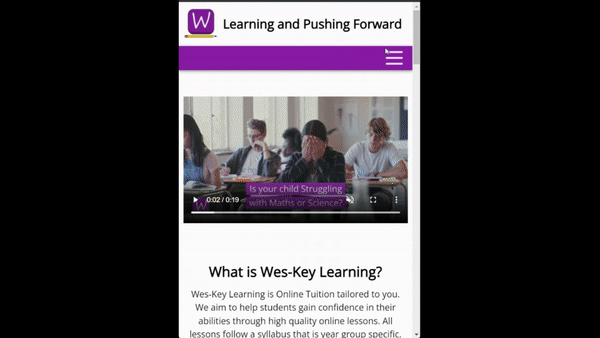 W
Learning and Pushing Forward
Is your child Struggling
with Maths or Science?
W
0:02 / 0:19
What is Wes-Key Learning?
Wes-Key Learning is Online Tuition tailored to you.
We aim to help students gain confidence in their
abilities through high quality online lessons. All
lessons follow a syllabus that is year group specific.